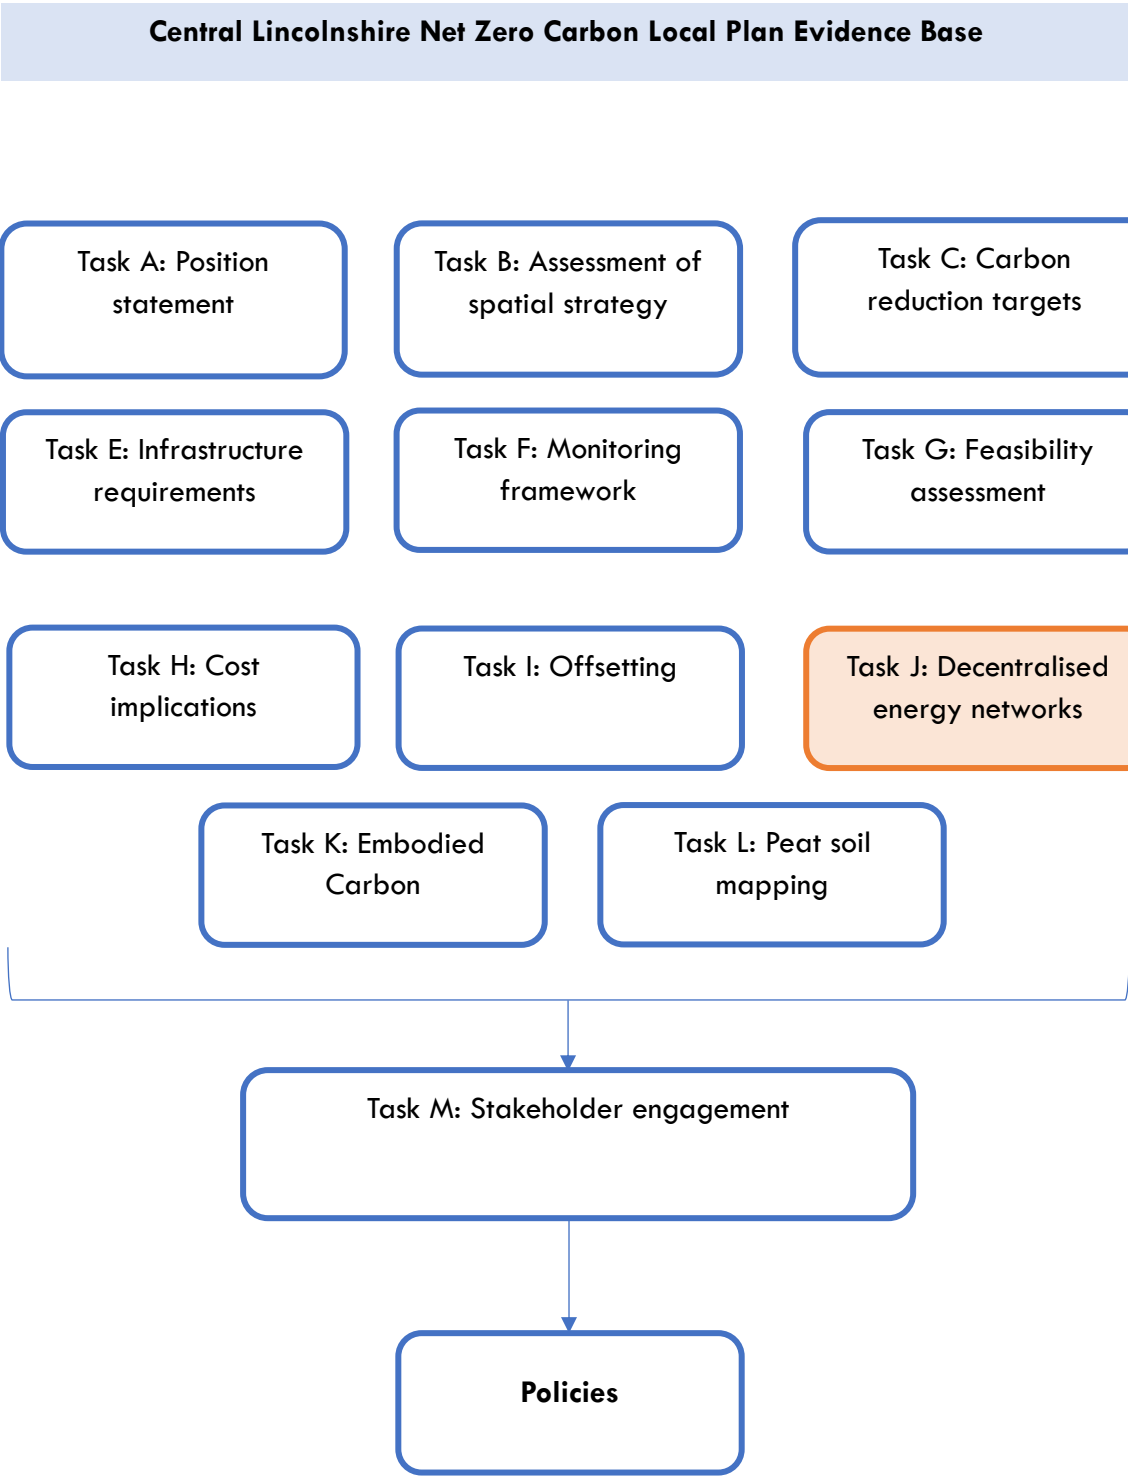 Central Lincolnshire Net Zero Carbon Local Plan Evidence Base
Task A: Position
statement
Task B: Assessment of
spatial strategy
Task C: Carbon
reduction targets
Task E: Infrastructure
requirements
Task F: Monitoring
framework
Task G: Feasibility
assessment
Task H: Cost
implications
Task I: Offsetting
Task J: Decentralised
energy networks
Task K: Embodied
Carbon
Task L: Peat soil
mapping
Task M: Stakeholder engagement
Policies